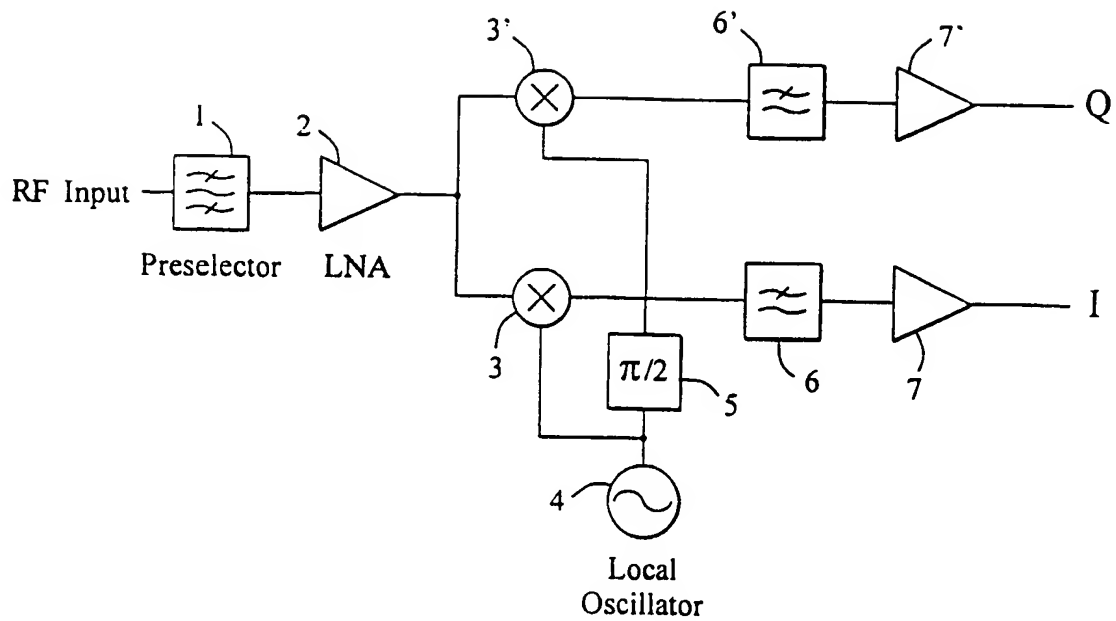 3'
6'
7'
Q
1
2
RF Input
Preselector
LNA
3
π/2
5
6
7
I
4
Local
Oscillator